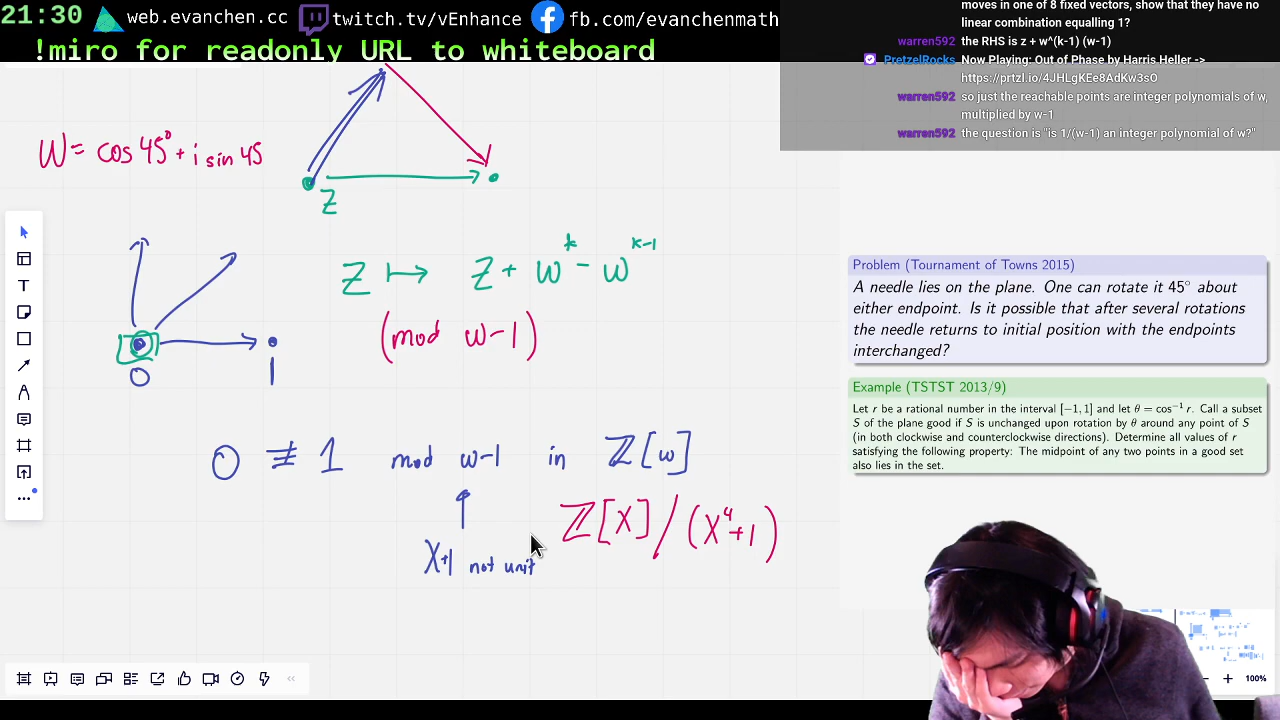 21:30 web.evanchen.cc twitch.tv/vEnhance fb.com/evanchenmath
!miro for readonly URL to whiteboard
moves in one of 8 fixed vectors, show that they have no
linear combination equalling 1?
warren592 the RHS is z + w^(k-1) (w-1)
PretzelRocks Now Playing: Out of Phase by Harris Heller ->
https://prtzl.io/4JHLgKEe8AdKw3sO
warren592 so just the reachable points are integer polynomials of w,
multiplied by w-1
warren592 the question is "is 1/(w-1) an integer polynomial of w?"
W = cos 45° + i sin 45
Z
Z ↦ Z + w^k - w^k-1
(mod w-1)
0
1
0 ≢ 1 mod w-1 in ℤ[w]
↑
X+1 not unit
ℤ[X]/(X⁴+1)
Problem (Tournament of Towns 2015)
A needle lies on the plane. One can rotate it 45° about
either endpoint. Is it possible that after several rotations
the needle returns to initial position with the endpoints
interchanged?
Example (TSTST 2013/9)
Let r be a rational number in the interval [−1, 1] and let θ = cos⁻¹ r. Call a subset
S of the plane good if S is unchanged upon rotation by θ around any point of S
(in both clockwise and counterclockwise directions). Determine all values of r
satisfying the following property: The midpoint of any two points in a good set
also lies in the set.
T
100%